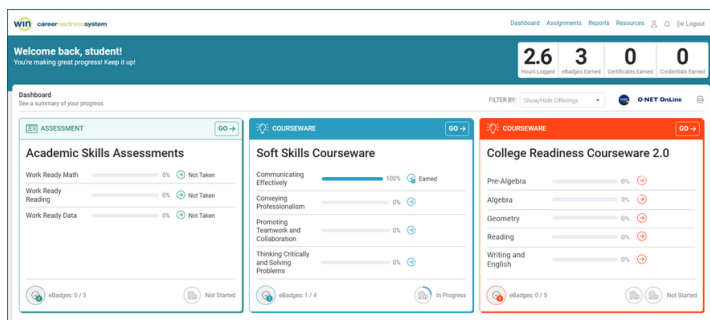 win careerreadinesssystem
Dashboard Assignments Reports Resources Logout
Welcome back, student!
You're making great progress! Keep it up!
2.6 3 0 0
Hours Logged eBadges Earned Certificates Earned Credentials Earned
Dashboard
See a summary of your progress
FILTER BY: Show/Hide Offerings O*NET OnLine
ASSESSMENT GO →
Academic Skills Assessments
Work Ready Math 0% Not Taken
Work Ready
Reading 0% Not Taken
Work Ready Data 0% Not Taken
eBadges: 0 / 3 Not Started
COURSEWARE GO →
Soft Skills Courseware
Communicating
Effectively 100% Earned
Conveying
Professionalism 0%
Promoting
Teamwork and
Collaboration 0%
Thinking Critically
and Solving
Problems 0%
eBadges: 1 / 4 In Progress
COURSEWARE GO →
College Readiness Courseware 2.0
Pre-Algebra 0%
Algebra 0%
Geometry 0%
Reading 0%
Writing and
English 0%
eBadges: 0 / 5 Not Started